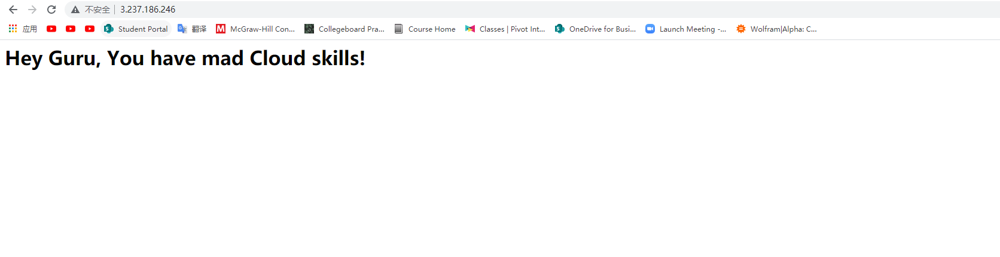 不安全 3.237.186.246
应用 Student Portal 翻译 McGraw-Hill Con... Collegeboard Pra... Course Home Classes | Pivot Int... OneDrive for Busi... Launch Meeting -... Wolfram|Alpha: C...
Hey Guru, You have mad Cloud skills!